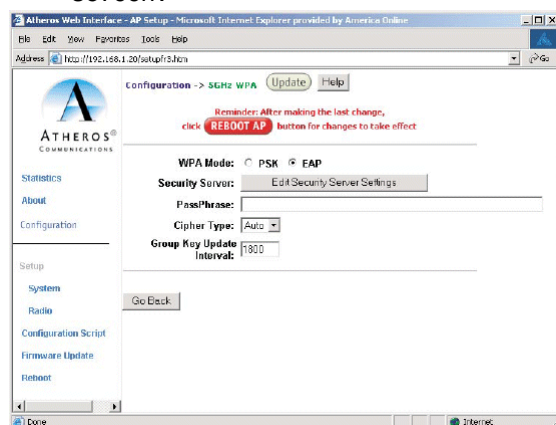 Atheros Web Interface - AP Setup - Microsoft Internet Explorer provided by America Online
File Edit View Favorites Tools Help
Address http://192.168.1.20/setupfr3.htm Go
ATHEROS®
COMMUNICATIONS
Statistics
About
Configuration
Setup
System
Radio
Configuration Script
Firmware Update
Reboot
Configuration -> 5GHz WPA Update Help
Reminder: After making the last change,
click REBOOT AP button for changes to take effect
WPA Mode: PSK EAP
Security Server: Edit Security Server Settings
PassPhrase:
Cipher Type: Auto
Group Key Update
Interval: 1800
Go Back
Done Internet